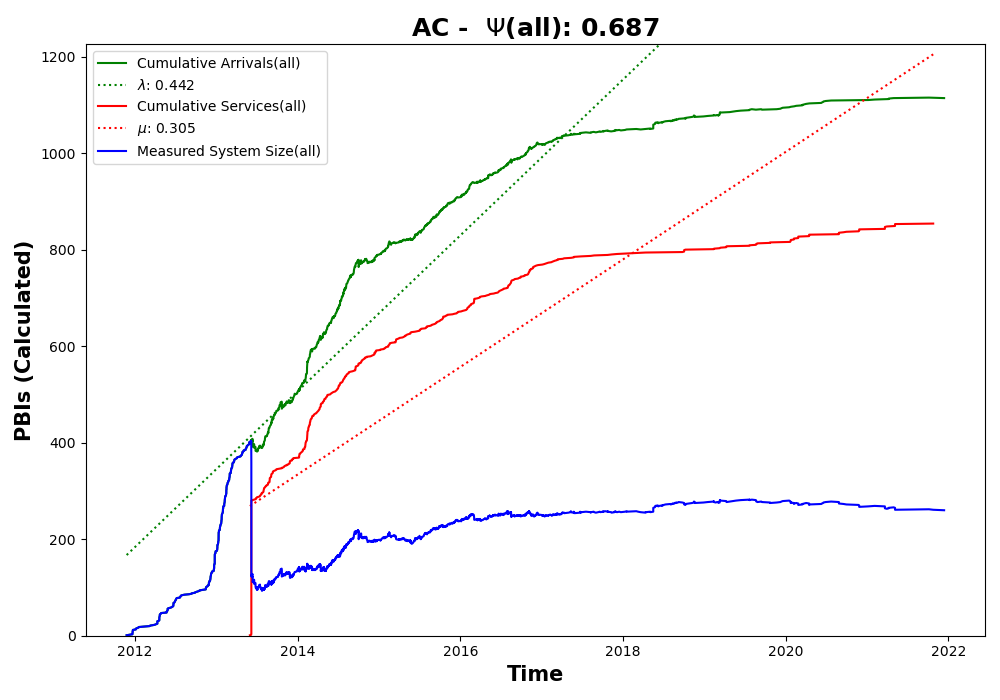 AC -  Ψ(all): 0.687
Cumulative Arrivals(all)
λ: 0.442
Cumulative Services(all)
μ: 0.305
Measured System Size(all)
PBIs (Calculated)
1200
1000
800
600
400
200
0
2012 2014 2016 2018 2020 2022
Time